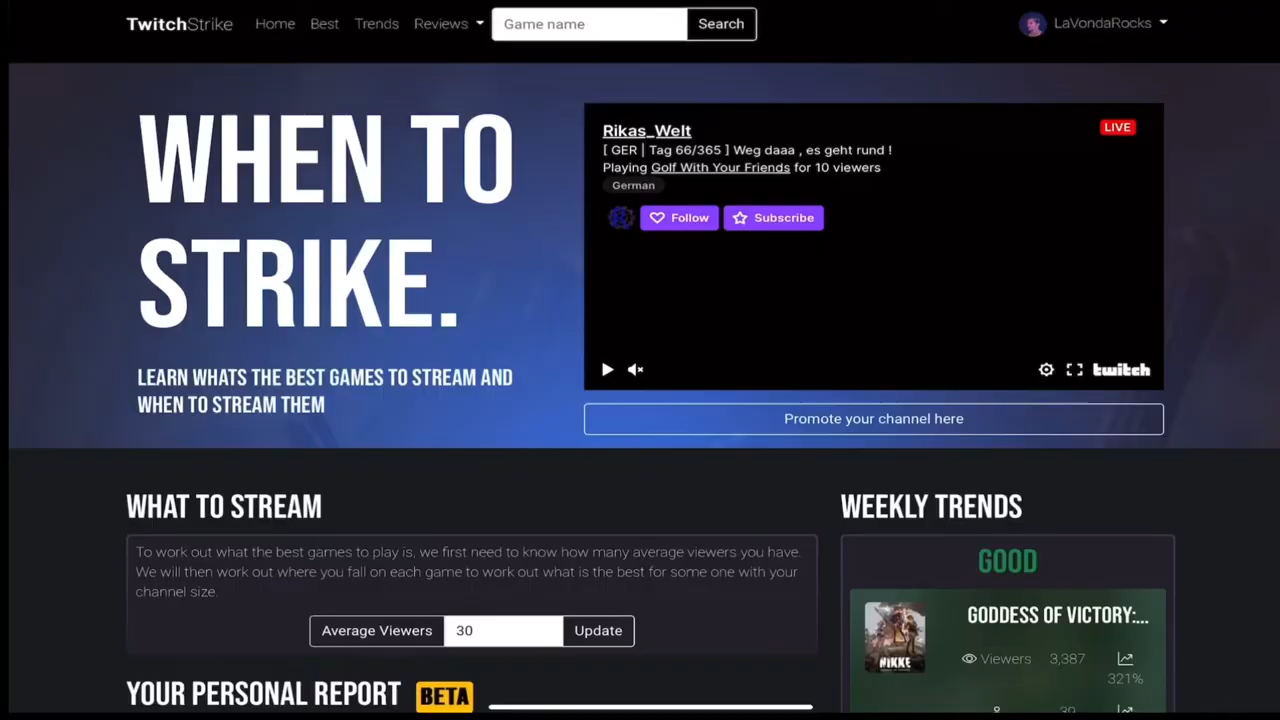 TwitchStrike Home Best Trends Reviews Game name Search LaVondaRocks
WHEN TO
STRIKE.
LEARN WHATS THE BEST GAMES TO STREAM AND
WHEN TO STREAM THEM
Rikas_Welt
LIVE
[ GER | Tag 66/365 ] Weg daaa , es geht rund !
Playing Golf With Your Friends for 10 viewers
German
Follow Subscribe
twitch
Promote your channel here
WHAT TO STREAM
To work out what the best games to play is, we first need to know how many average viewers you have.
We will then work out where you fall on each game to work out what is the best for some one with your
channel size.
Average Viewers 30 Update
YOUR PERSONAL REPORT BETA
WEEKLY TRENDS
GOOD
GODDESS OF VICTORY:...
NIKKE
Viewers 3,387
321%